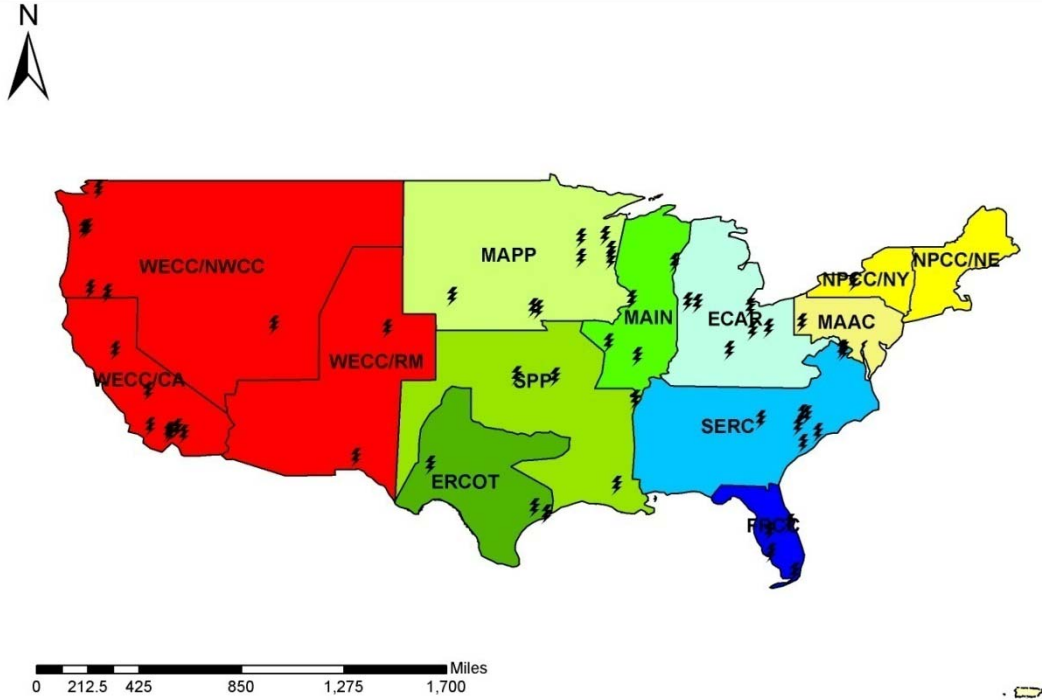 N
WECC/NWCC
MAPP
NPCC/NE
NPCC/NY
MAIN
ECAR
MAAC
WECC/RM
WECC/CA
SPP
SERC
ERCOT
FRCC
Miles
0 212.5 425 850 1,275 1,700